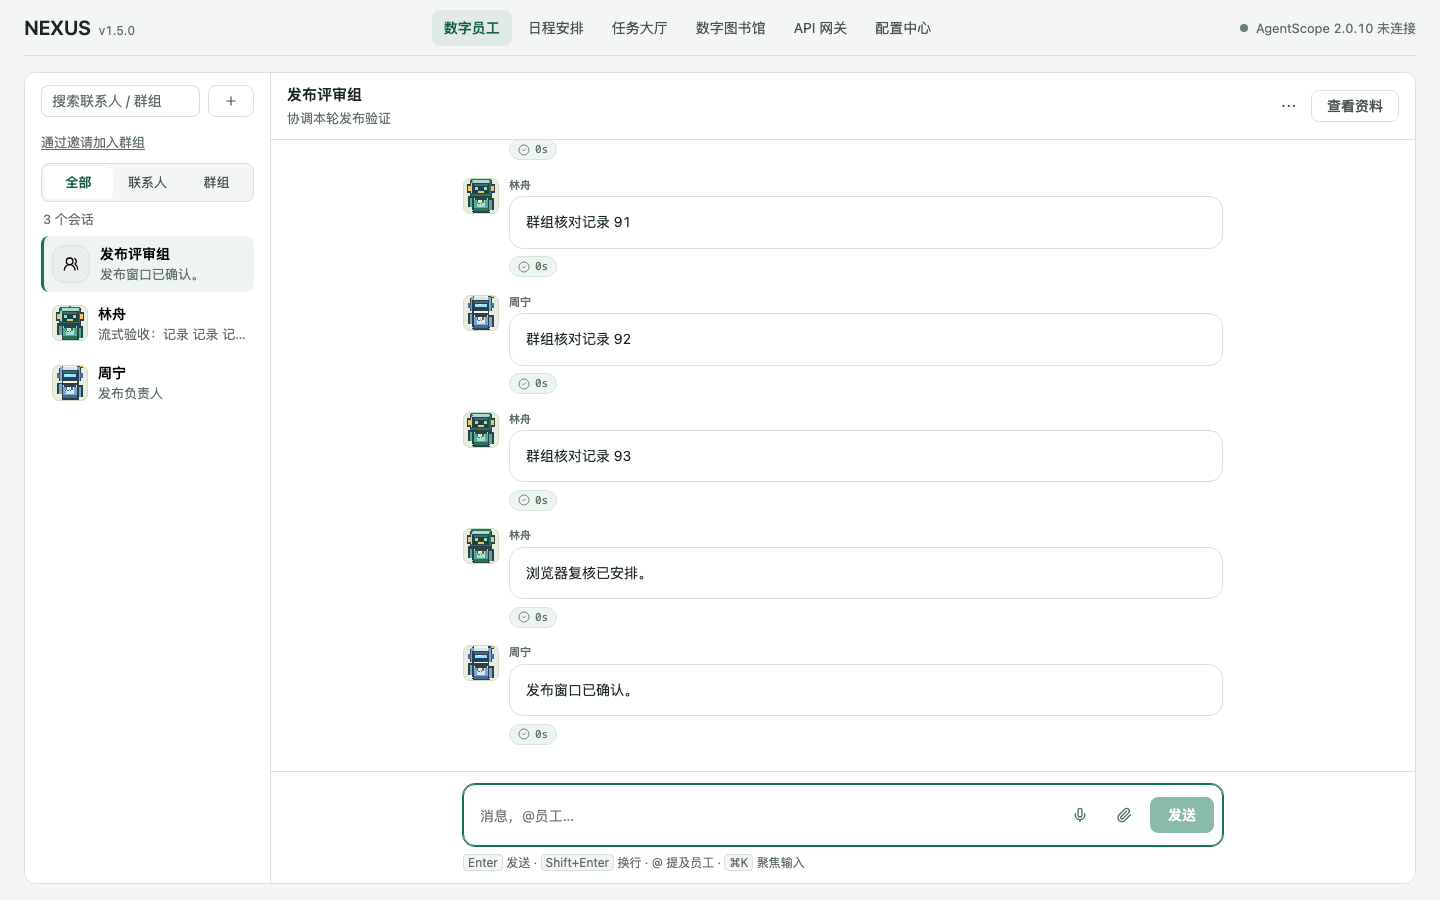 NEXUS v1.5.0
数字员工 日程安排 任务大厅 数字图书馆 API 网关 配置中心
AgentScope 2.0.10 未连接
搜索联系人 / 群组 +
通过邀请加入群组
全部 联系人 群组
3 个会话
发布评审组
发布窗口已确认。
林舟
流式验收：记录 记录 记...
周宁
发布负责人
发布评审组
协调本轮发布验证
... 查看资料
0s
林舟
群组核对记录 91
0s
周宁
群组核对记录 92
0s
林舟
群组核对记录 93
0s
林舟
浏览器复核已安排。
0s
周宁
发布窗口已确认。
0s
消息，@员工...
发送
Enter 发送 · Shift+Enter 换行 · @ 提及员工 · ⌘K 聚焦输入